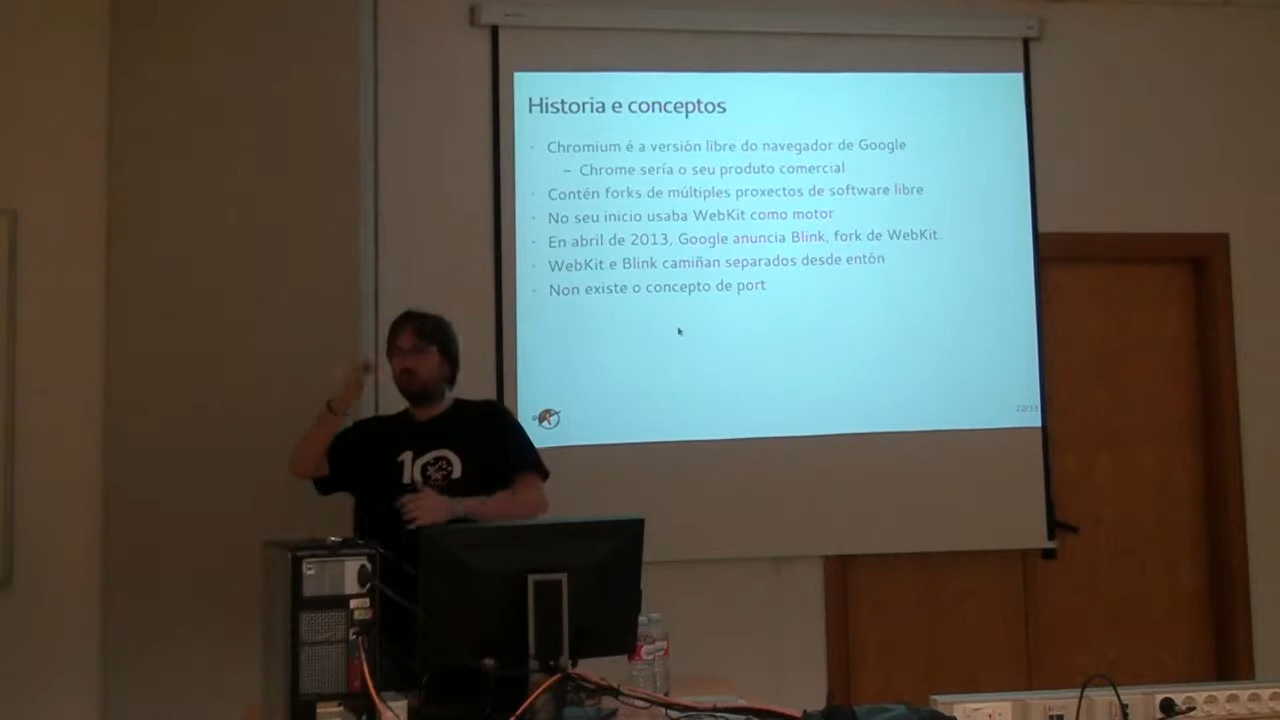 Historia e conceptos
Chromium é a versión libre do navegador de Google
– Chrome sería o seu produto comercial
Contén forks de múltiples proxectos de software libre
No seu inicio usaba WebKit como motor
En abril de 2013, Google anuncia Blink, fork de WebKit.
WebKit e Blink camiñan separados desde entón
Non existe o concepto de port
10